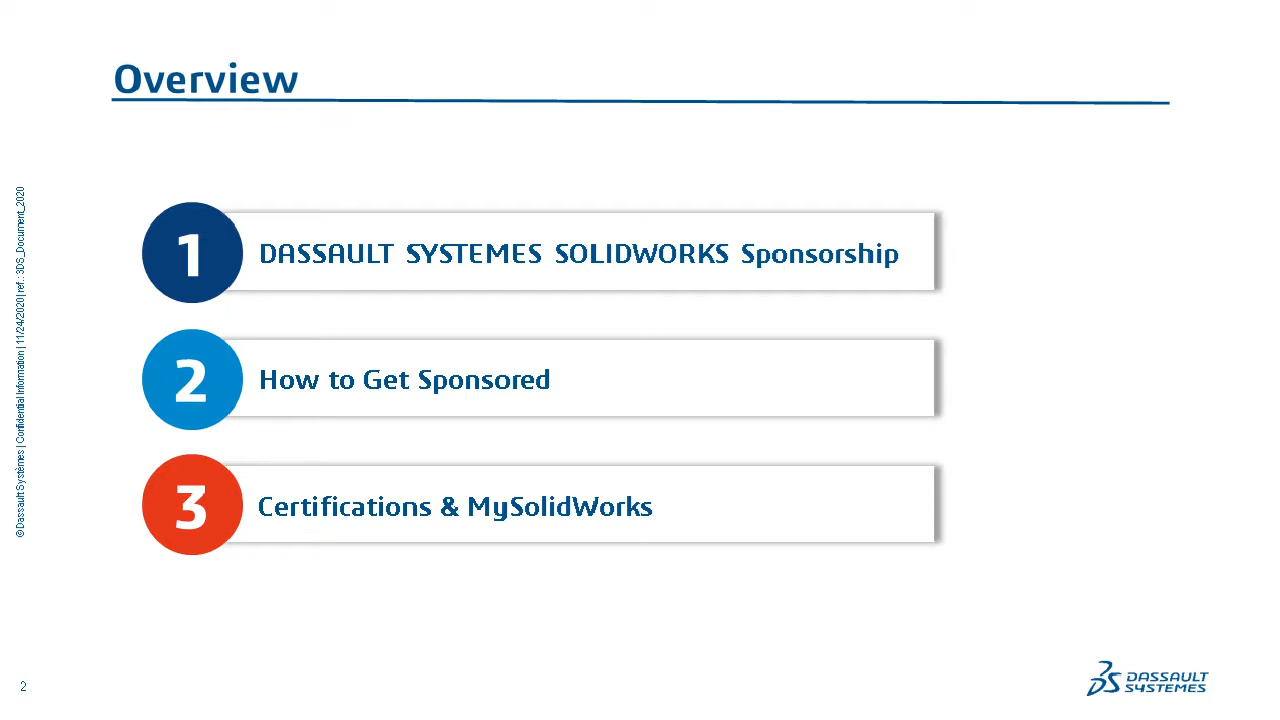 Overview
1
DASSAULT SYSTEMES SOLIDWORKS Sponsorship
2
How to Get Sponsored
3
Certifications & MySolidWorks
© Dassault Systèmes | Confidential Information | 11/24/2020 | ref.: 3DS_Document_2020
2
DASSAULT
SYSTEMES